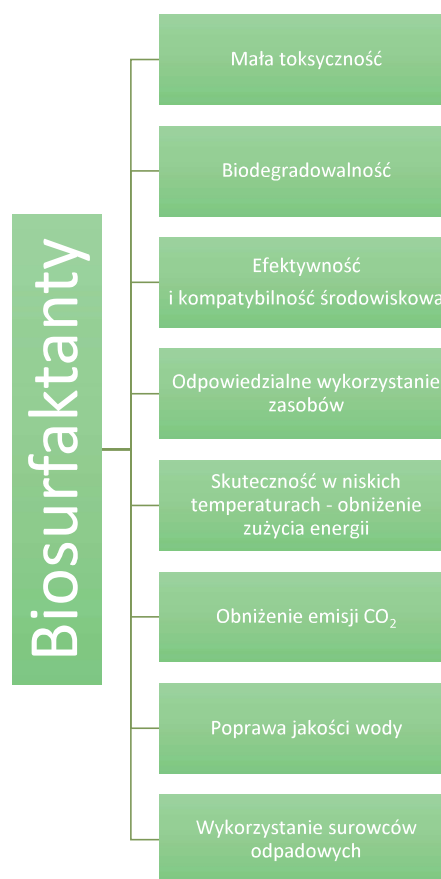 Biosurfaktanty
Mała toksyczność
Biodegradowalność
Efektywność
i kompatybilność środowiskowa
Odpowiedzialne wykorzystanie
zasobów
Skuteczność w niskich
temperaturach - obniżenie
zużycia energii
Obniżenie emisji CO₂
Poprawa jakości wody
Wykorzystanie surowców
odpadowych